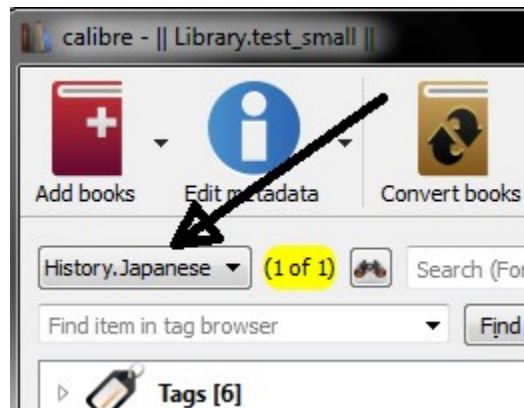 calibre - || Library.test_small ||
Add books Edit metadata Convert books
History.Japanese (1 of 1) Search (For
Find item in tag browser Find
Tags [6]